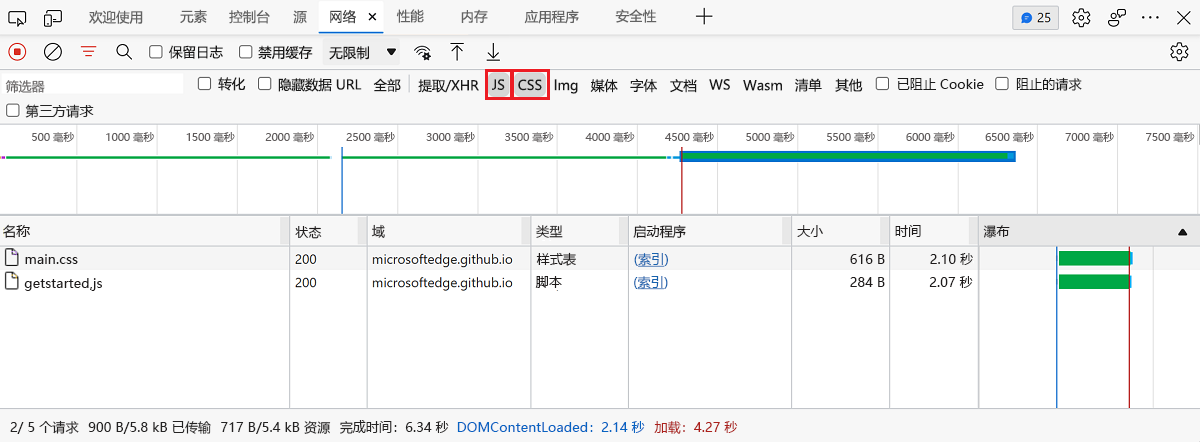 欢迎使用 元素 控制台 源 网络 × 性能 内存 应用程序 安全性 + 25
保留日志 禁用缓存 无限制
筛选器 转化 隐藏数据 URL 全部 提取/XHR JS CSS Img 媒体 字体 文档 WS Wasm 清单 其他 已阻止 Cookie 阻止的请求
第三方请求
500 毫秒 1000 毫秒 1500 毫秒 2000 毫秒 2500 毫秒 3000 毫秒 3500 毫秒 4000 毫秒 4500 毫秒 5000 毫秒 5500 毫秒 6000 毫秒 6500 毫秒 7000 毫秒 7500 毫秒
名称 状态 域 类型 启动程序 大小 时间 瀑布
main.css 200 microsoftedge.github.io 样式表 (索引) 616 B 2.10 秒
getstarted.js 200 microsoftedge.github.io 脚本 (索引) 284 B 2.07 秒
2/ 5 个请求 900 B/5.8 kB 已传输 717 B/5.4 kB 资源 完成时间：6.34 秒 DOMContentLoaded：2.14 秒 加载：4.27 秒